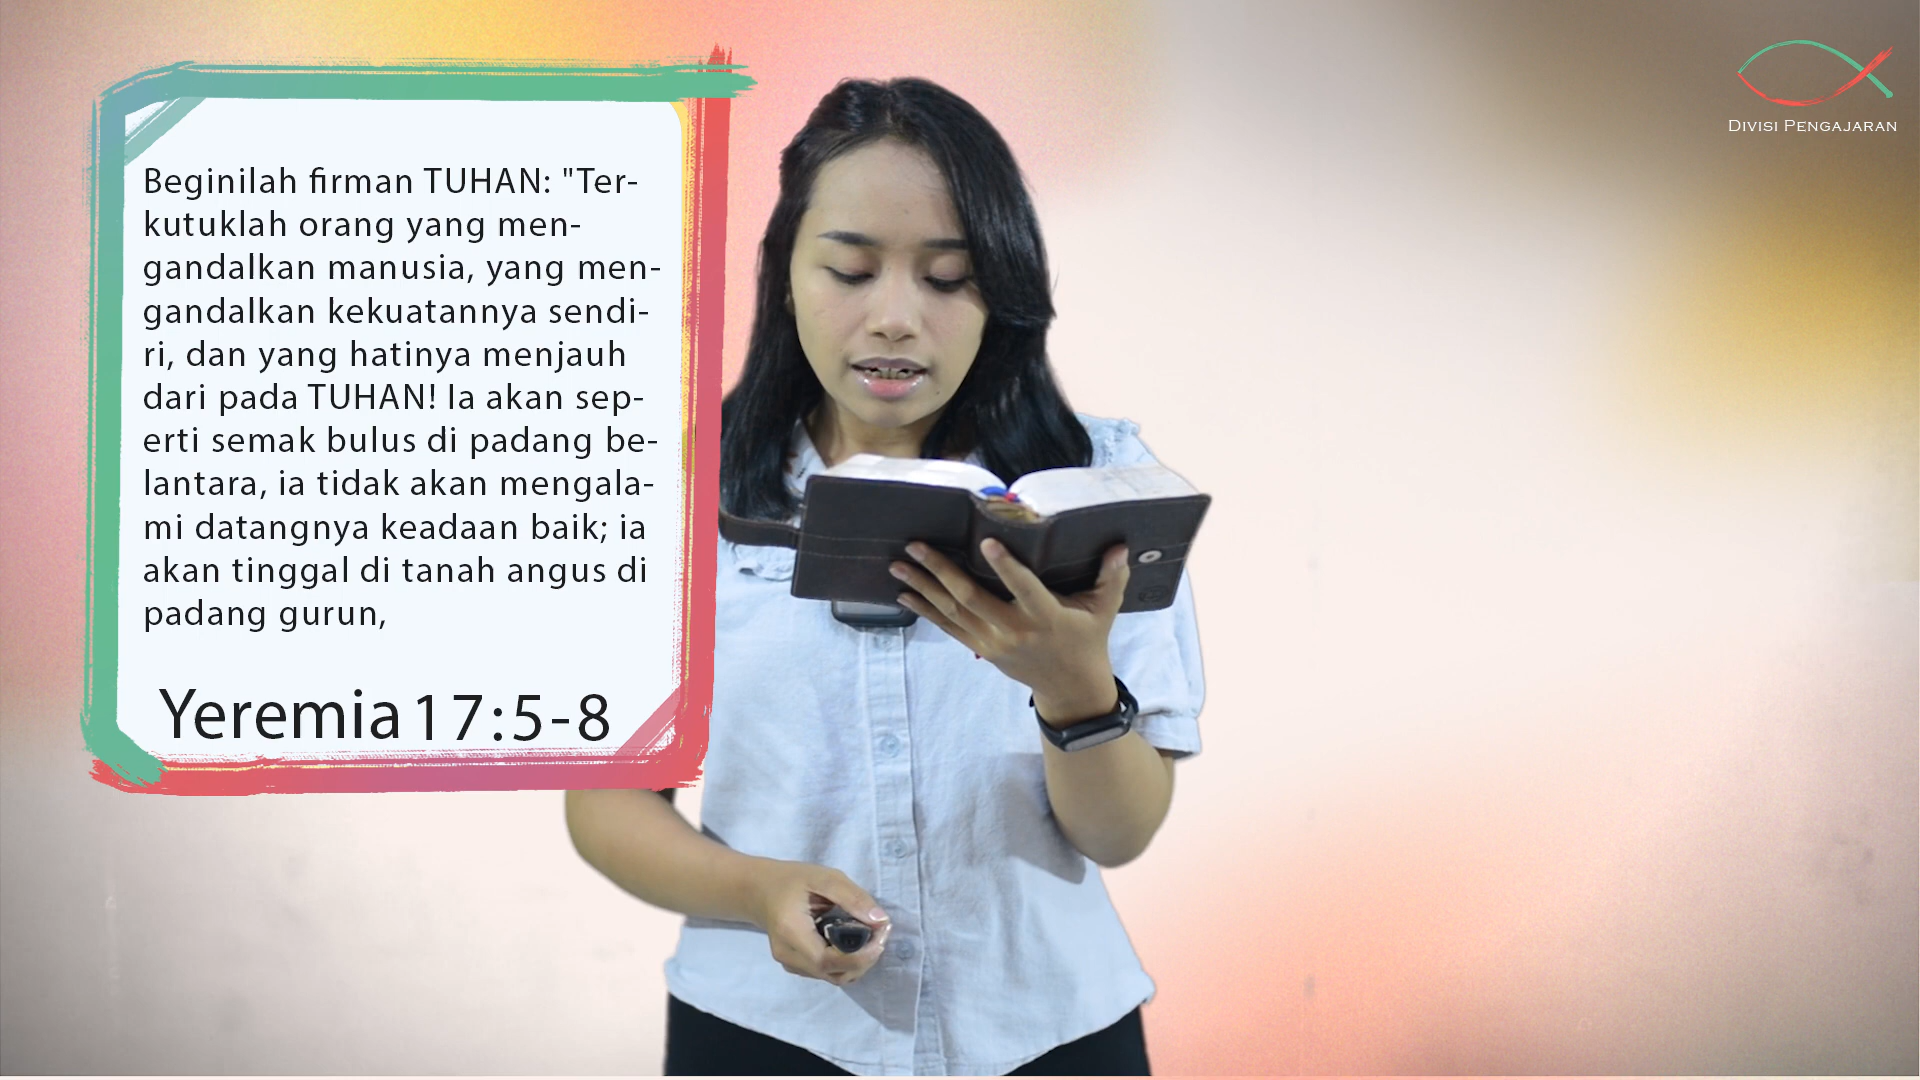 Beginilah firman TUHAN: "Ter-
kutuklah orang yang men-
gandalkan manusia, yang men-
gandalkan kekuatannya sendi-
ri, dan yang hatinya menjauh
dari pada TUHAN! Ia akan sep-
erti semak bulus di padang be-
lantara, ia tidak akan mengala-
mi datangnya keadaan baik; ia
akan tinggal di tanah angus di
padang gurun,
Yeremia 17:5-8
DIVISI PENGAJARAN